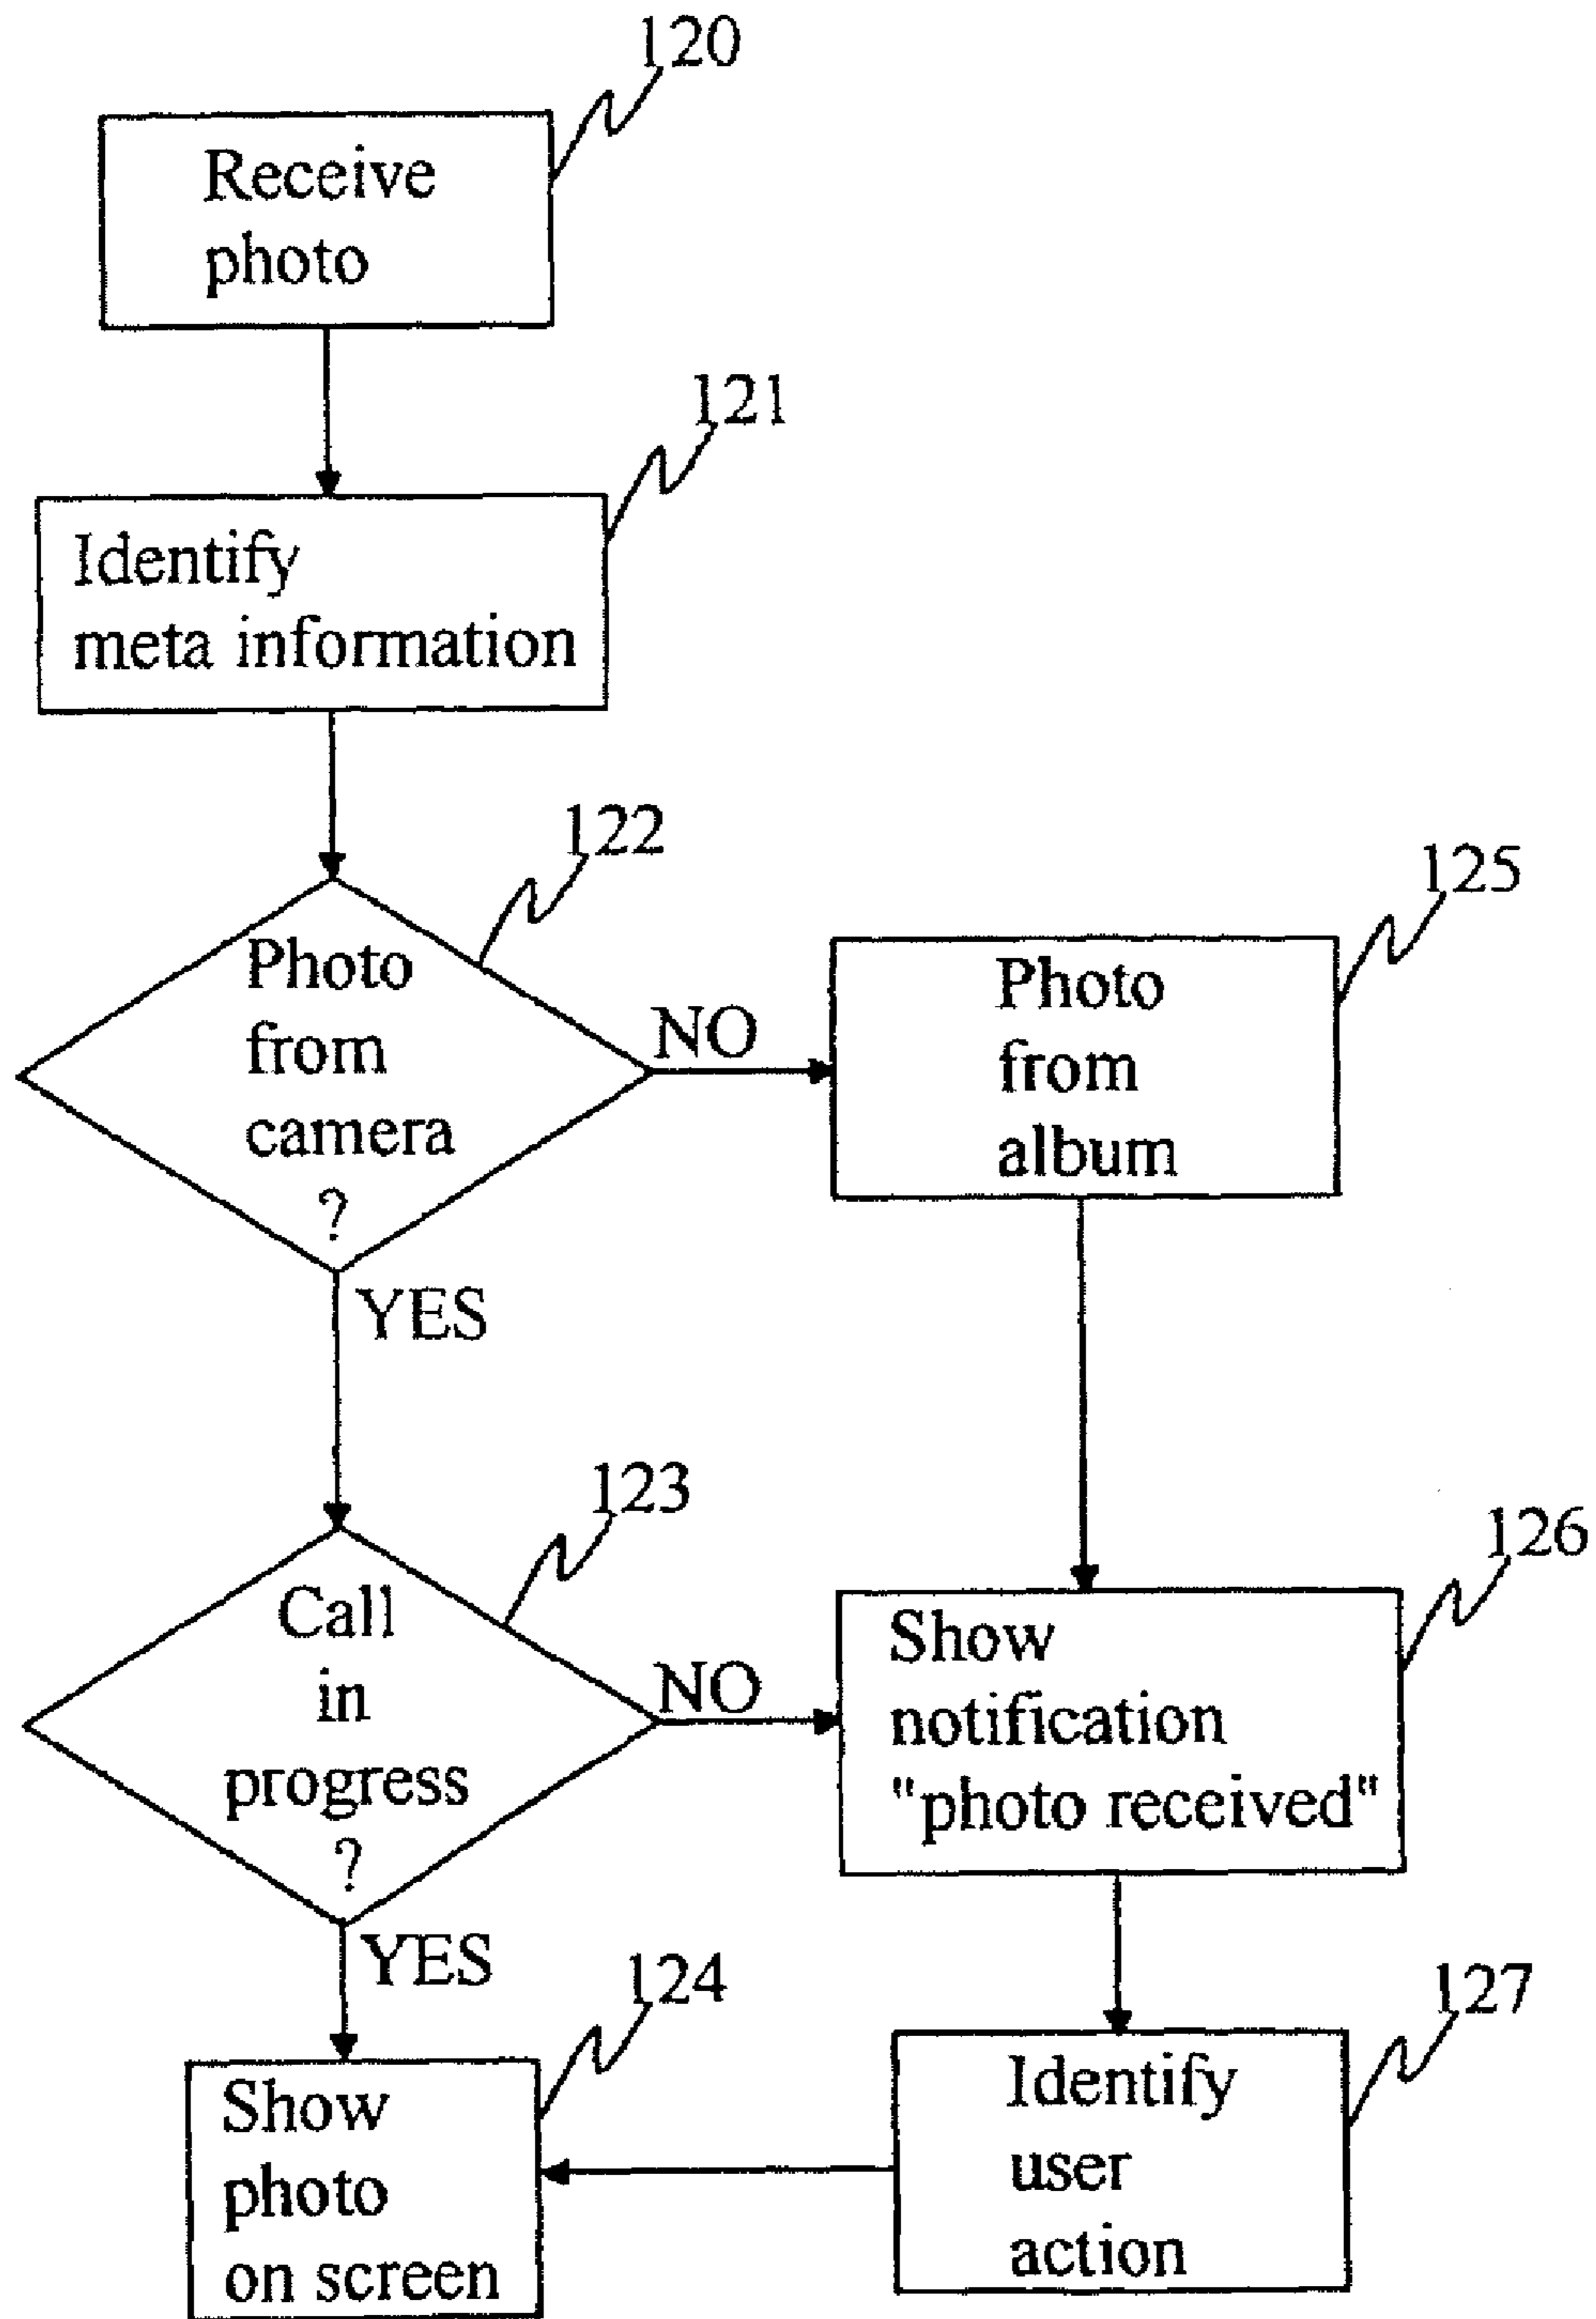 120
Receive
photo
121
Identify
meta information
122
Photo
from
camera
?
NO
YES
125
Photo
from
album
123
Call
in
progress
?
NO
YES
126
Show
notification
"photo received"
124
Show
photo
on screen
127
Identify
user
action